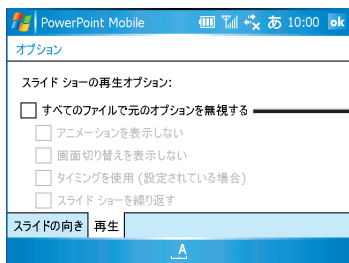 PowerPoint Mobile あ 10:00 ok
オプション
スライド ショーの再生オプション:
すべてのファイルで元のオプションを無視する
アニメーションを表示しない
画面切り替えを表示しない
タイミングを使用 (設定されている場合)
スライド ショーを繰り返す
スライドの向き 再生
A